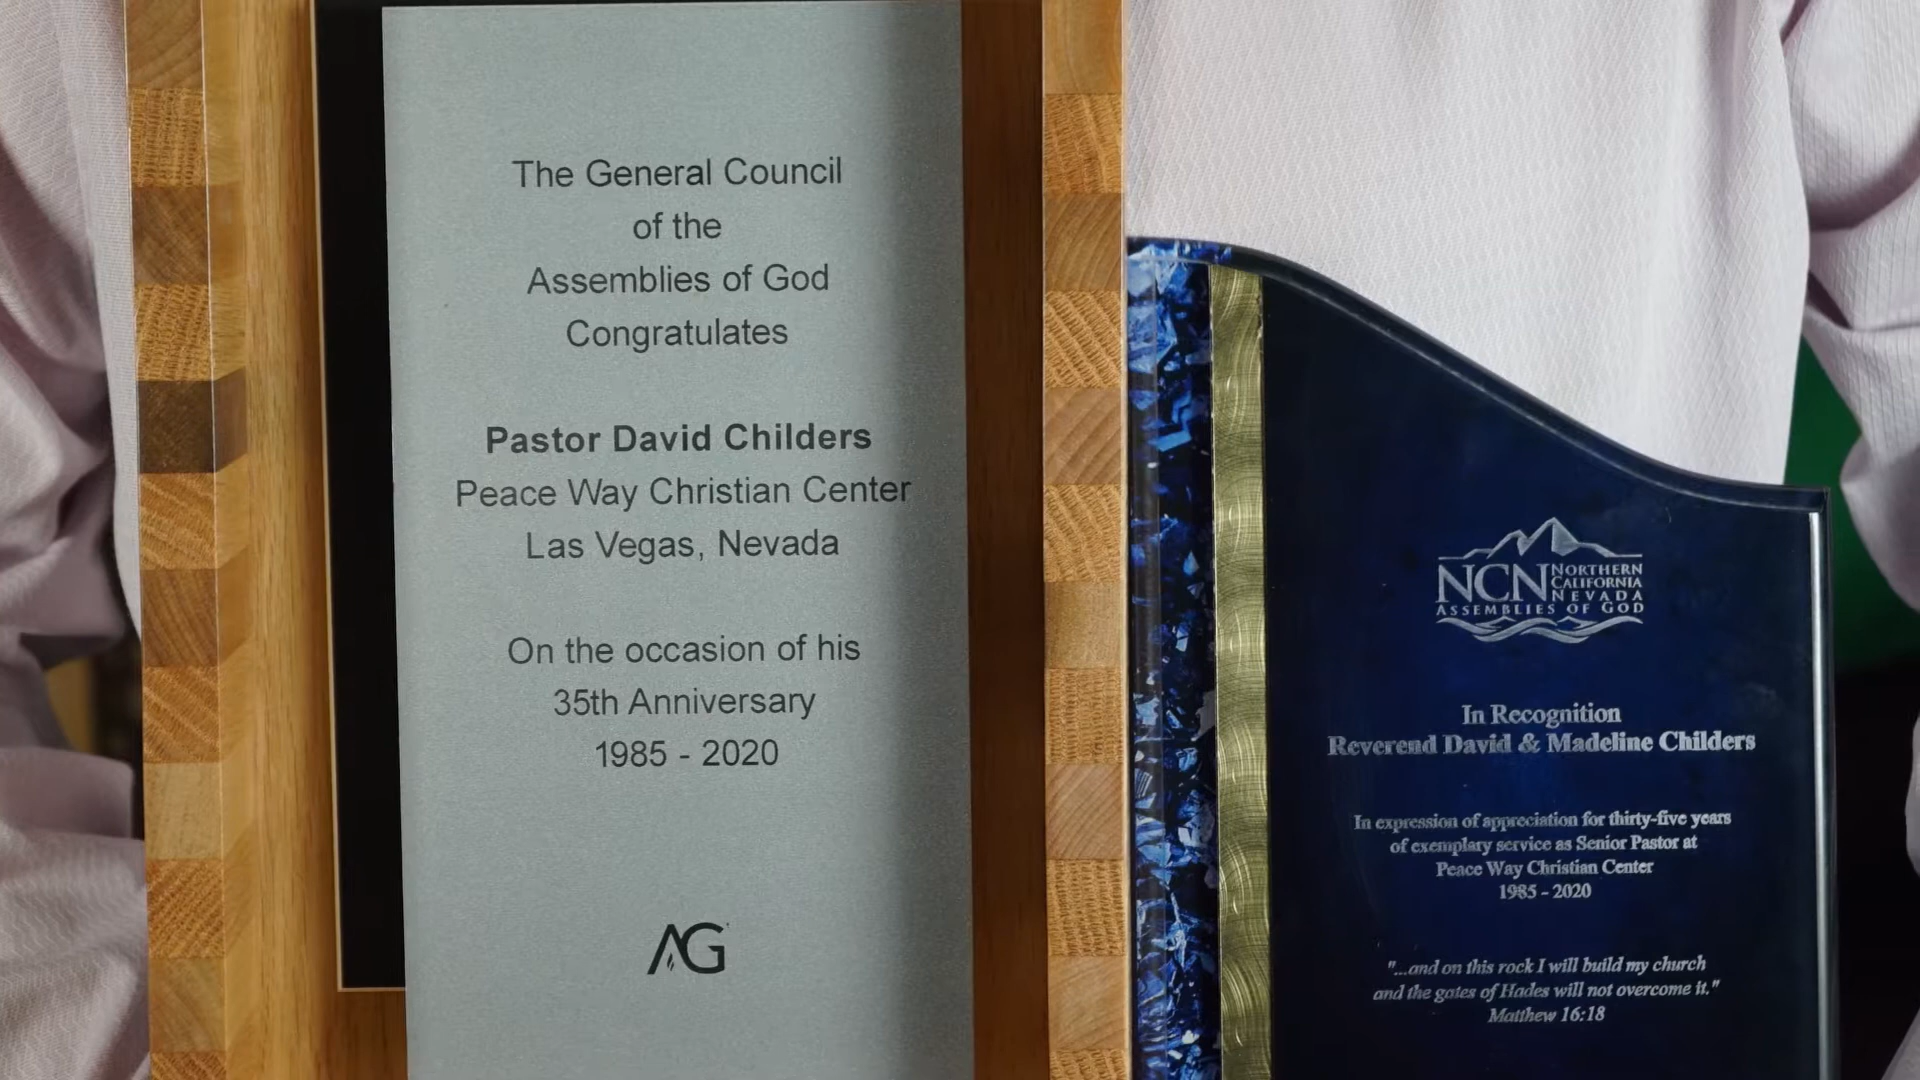 The General Council
of the
Assemblies of God
Congratulates
Pastor David Childers
Peace Way Christian Center
Las Vegas, Nevada
On the occasion of his
35th Anniversary
1985 - 2020
AG
NCN NORTHERN
CALIFORNIA
NEVADA
ASSEMBLIES OF GOD
In Recognition
Reverend David & Madeline Childers
In expression of appreciation for thirty-five years
of exemplary service as Senior Pastor at
Peace Way Christian Center
1985 - 2020
"...and on this rock I will build my church
and the gates of Hades will not overcome it."
Matthew 16:18